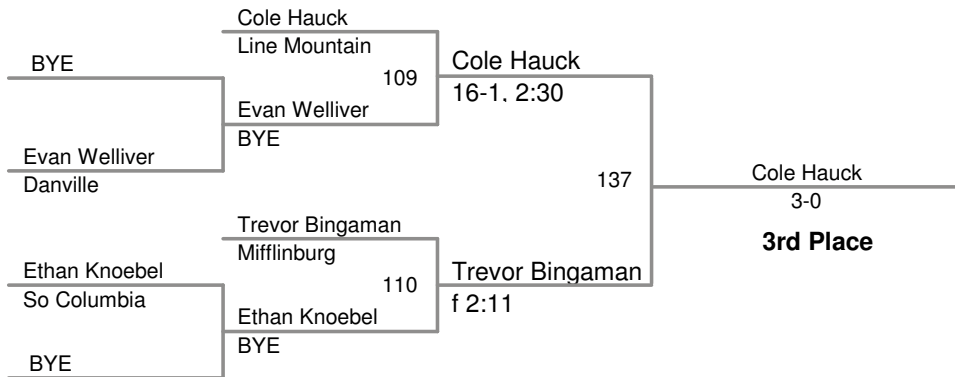 Cole Hauck
Line Mountain
BYE
109
Cole Hauck
16-1, 2:30
Evan Welliver
BYE
Evan Welliver
Danville
137
Cole Hauck
3-0
3rd Place
Trevor Bingaman
Mifflinburg
Ethan Knoebel
So Columbia
110
Trevor Bingaman
f 2:11
Ethan Knoebel
BYE
BYE